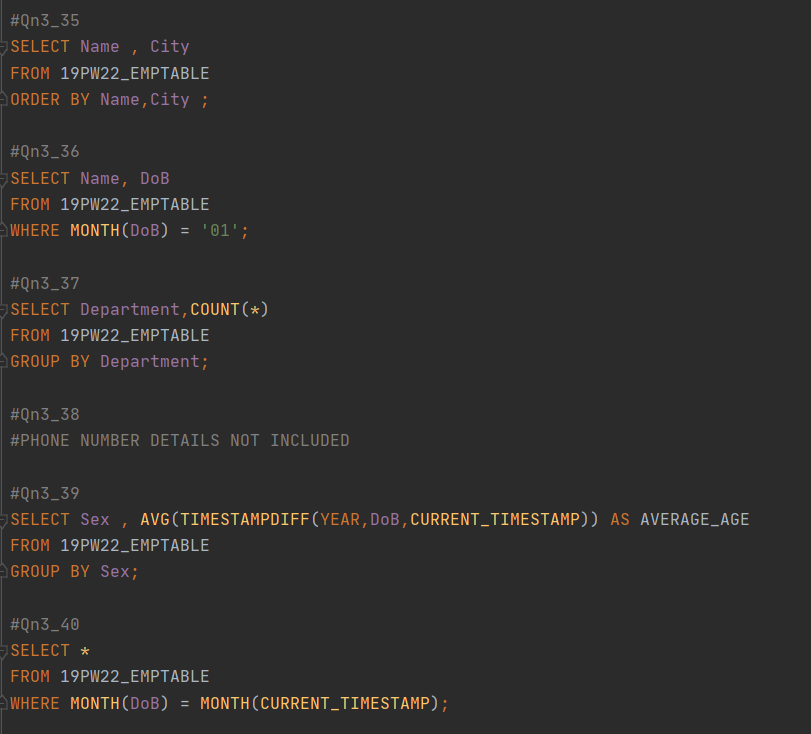 #Qn3_35
SELECT Name , City
FROM 19PW22_EMPTABLE
ORDER BY Name,City ;
#Qn3_36
SELECT Name, DoB
FROM 19PW22_EMPTABLE
WHERE MONTH(DoB) = '01';
#Qn3_37
SELECT Department,COUNT(*)
FROM 19PW22_EMPTABLE
GROUP BY Department;
#Qn3_38
#PHONE NUMBER DETAILS NOT INCLUDED
#Qn3_39
SELECT Sex , AVG(TIMESTAMPDIFF(YEAR,DoB,CURRENT_TIMESTAMP)) AS AVERAGE_AGE
FROM 19PW22_EMPTABLE
GROUP BY Sex;
#Qn3_40
SELECT *
FROM 19PW22_EMPTABLE
WHERE MONTH(DoB) = MONTH(CURRENT_TIMESTAMP);